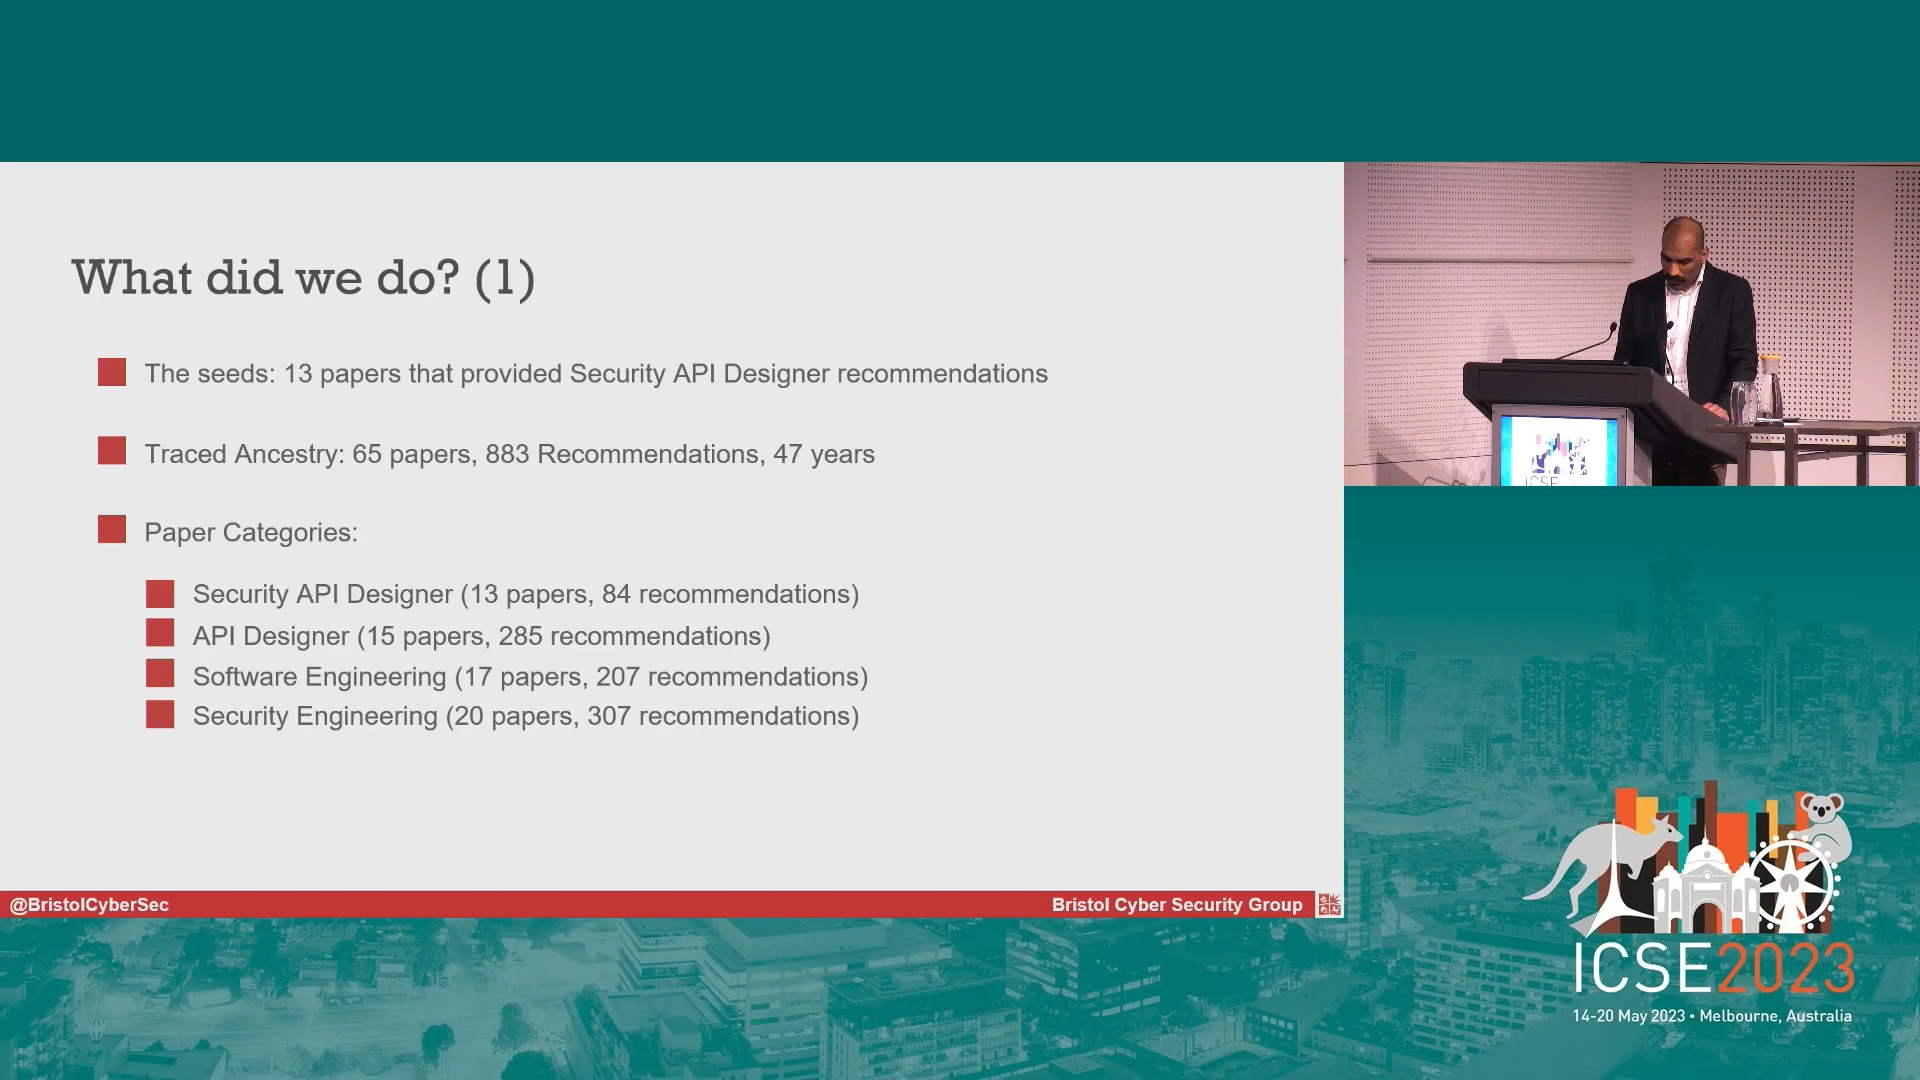 What did we do? (1)
The seeds: 13 papers that provided Security API Designer recommendations
Traced Ancestry: 65 papers, 883 Recommendations, 47 years
Paper Categories:
Security API Designer (13 papers, 84 recommendations)
API Designer (15 papers, 285 recommendations)
Software Engineering (17 papers, 207 recommendations)
Security Engineering (20 papers, 307 recommendations)
@BristolCyberSec
Bristol Cyber Security Group
ICSE
ICSE2023
14-20 May 2023 • Melbourne, Australia